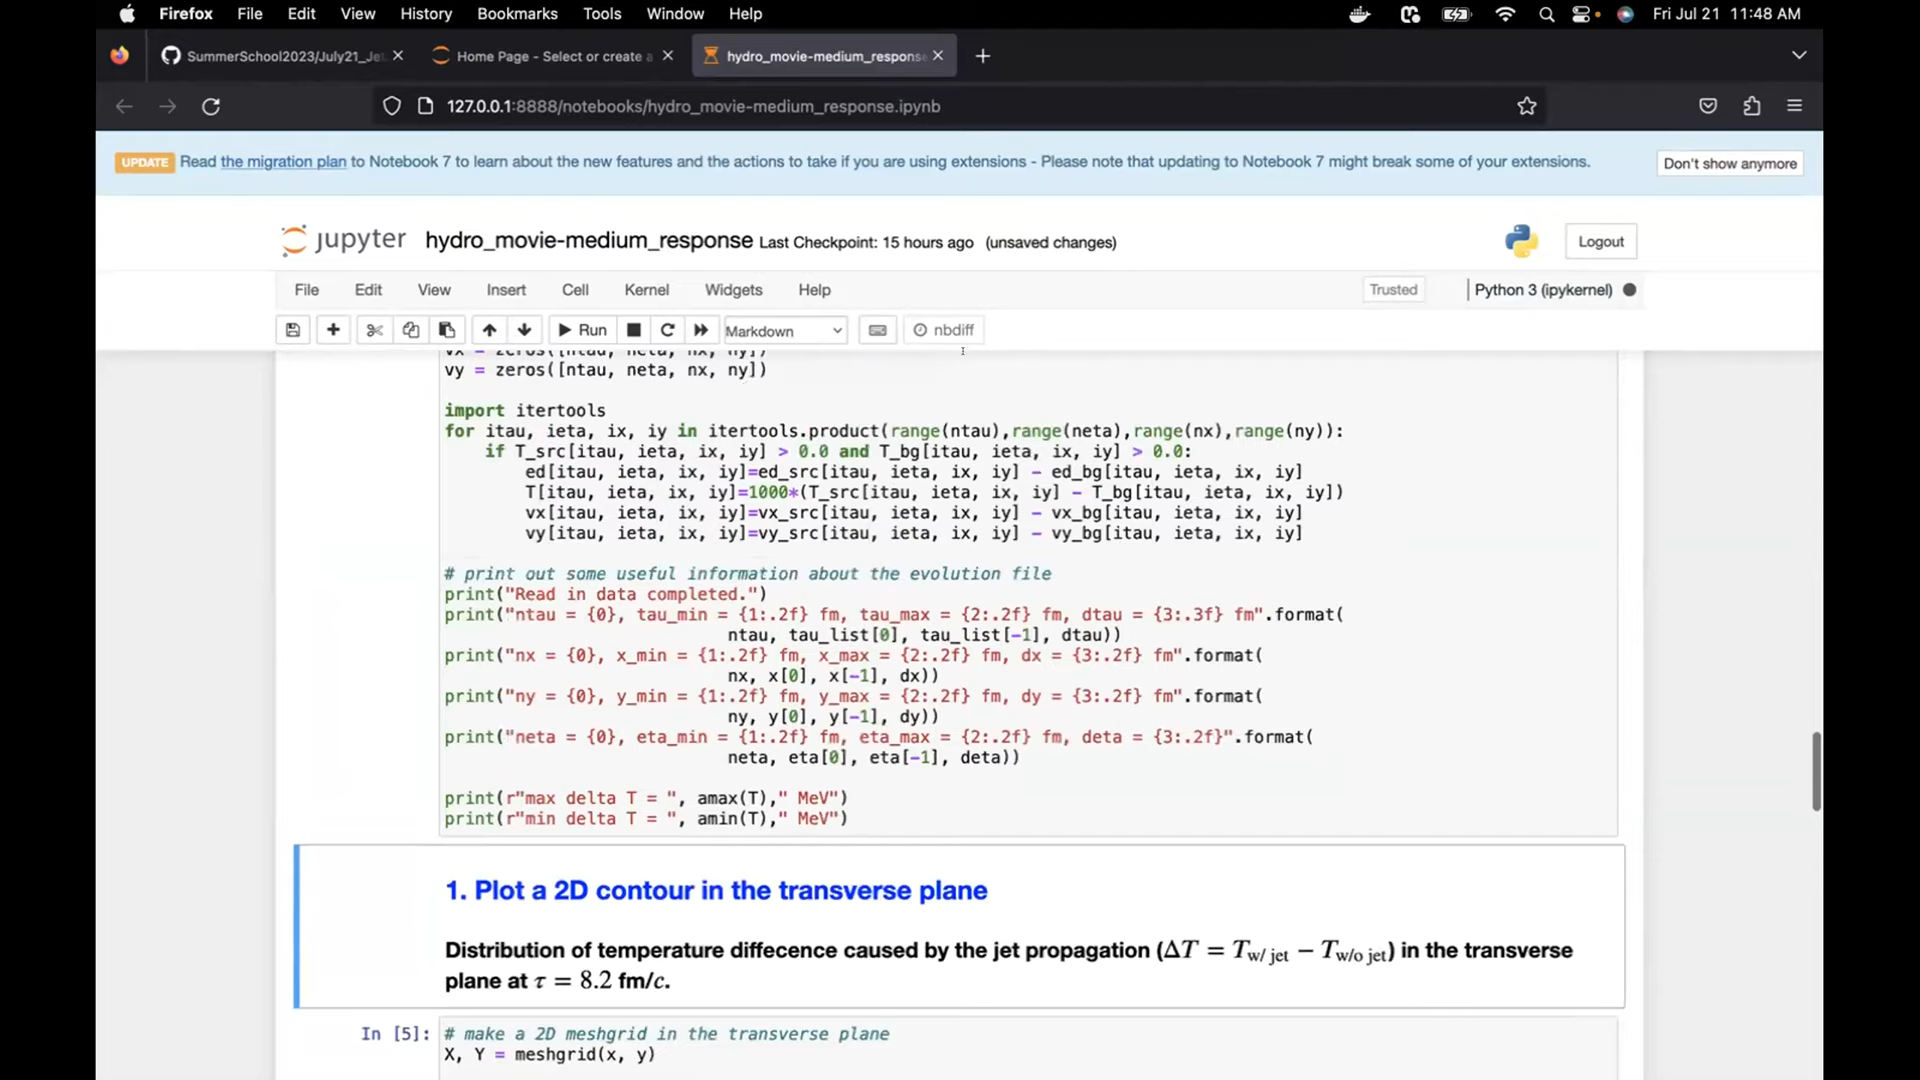 Firefox File Edit View History Bookmarks Tools Window Help Fri Jul 21 11:48 AM
SummerSchool2023/July21_Jet Home Page - Select or create a hydro_movie-medium_response
127.0.0.1:8888/notebooks/hydro_movie-medium_response.ipynb
UPDATE Read the migration plan to Notebook 7 to learn about the new features and the actions to take if you are using extensions - Please note that updating to Notebook 7 might break some of your extensions. Don't show anymore
jupyter hydro_movie-medium_response Last Checkpoint: 15 hours ago (unsaved changes) Logout
File Edit View Insert Cell Kernel Widgets Help Trusted Python 3 (ipykernel)
Run Markdown nbdiff
vx = zeros([ntau, neta, nx, ny])
vy = zeros([ntau, neta, nx, ny])
import itertools
for itau, ieta, ix, iy in itertools.product(range(ntau),range(neta),range(nx),range(ny)):
if T_src[itau, ieta, ix, iy] > 0.0 and T_bg[itau, ieta, ix, iy] > 0.0:
ed[itau, ieta, ix, iy]=ed_src[itau, ieta, ix, iy] - ed_bg[itau, ieta, ix, iy]
T[itau, ieta, ix, iy]=1000*(T_src[itau, ieta, ix, iy] - T_bg[itau, ieta, ix, iy])
vx[itau, ieta, ix, iy]=vx_src[itau, ieta, ix, iy] - vx_bg[itau, ieta, ix, iy]
vy[itau, ieta, ix, iy]=vy_src[itau, ieta, ix, iy] - vy_bg[itau, ieta, ix, iy]
# print out some useful information about the evolution file
print("Read in data completed.")
print("ntau = {0}, tau_min = {1:.2f} fm, tau_max = {2:.2f} fm, dtau = {3:.3f} fm".format(
ntau, tau_list[0], tau_list[-1], dtau))
print("nx = {0}, x_min = {1:.2f} fm, x_max = {2:.2f} fm, dx = {3:.2f} fm".format(
nx, x[0], x[-1], dx))
print("ny = {0}, y_min = {1:.2f} fm, y_max = {2:.2f} fm, dy = {3:.2f} fm".format(
ny, y[0], y[-1], dy))
print("neta = {0}, eta_min = {1:.2f} fm, eta_max = {2:.2f} fm, deta = {3:.2f}".format(
neta, eta[0], eta[-1], deta))
print(r"max delta T = ", amax(T)," MeV")
print(r"min delta T = ", amin(T)," MeV")
1. Plot a 2D contour in the transverse plane
Distribution of temperature diffecence caused by the jet propagation (ΔT = Tw/ jet − Tw/o jet) in the transverse
plane at τ = 8.2 fm/c.
In [5]: # make a 2D meshgrid in the transverse plane
X, Y = meshgrid(x, y)